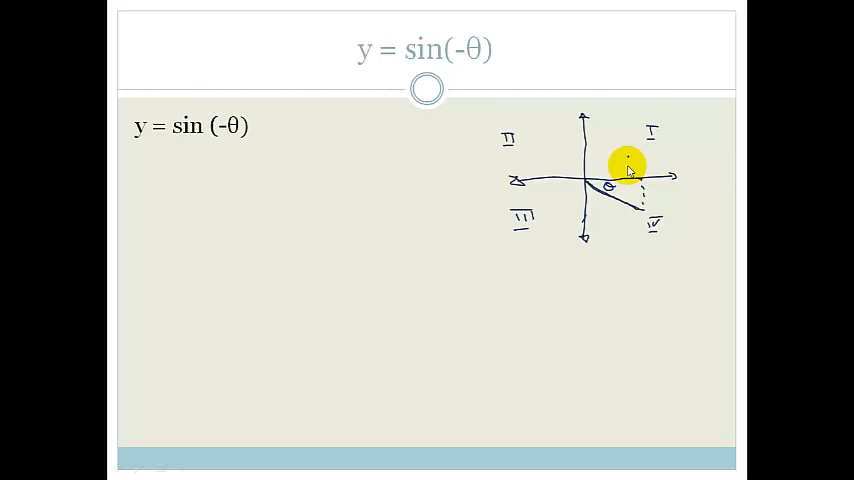 y = sin(-θ)
y = sin (-θ)
II
I
θ
III
IV